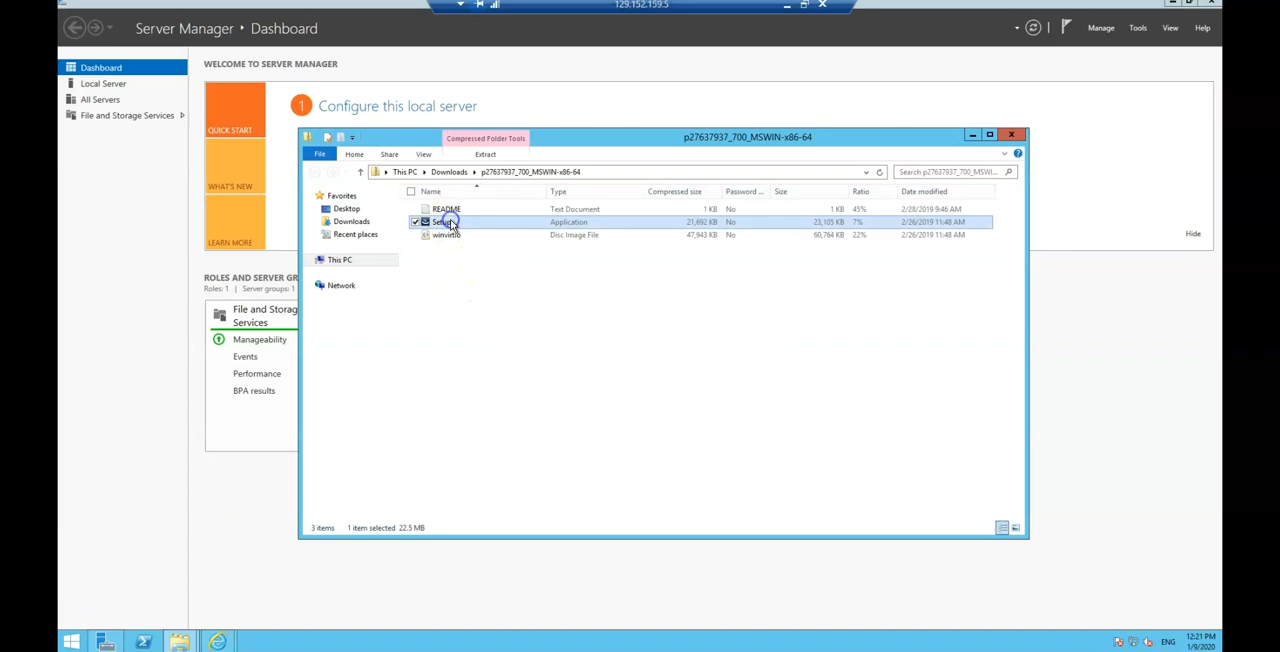 129.152.159.5
Server Manager ‣ Dashboard
Manage Tools View Help
Dashboard
Local Server
All Servers
File and Storage Services
WELCOME TO SERVER MANAGER
QUICK START
WHAT'S NEW
LEARN MORE
1 Configure this local server
Hide
ROLES AND SERVER GR
Roles: 1 | Server groups: 1
File and Storage
Services
Manageability
Events
Performance
BPA results
Compressed Folder Tools
p27637937_700_MSWIN-x86-64
File Home Share View Extract
This PC Downloads p27637937_700_MSWIN-x86-64
Search p27637937_700_MSWIN-...
Favorites
Desktop
Downloads
Recent places
This PC
Network
Name Type Compressed size Password ... Size Ratio Date modified
README Text Document 1 KB No 1 KB 45% 2/28/2019 9:46 AM
Setup Application 21,692 KB No 23,105 KB 7% 2/26/2019 11:48 AM
winvirtio Disc Image File 47,943 KB No 60,764 KB 22% 2/26/2019 11:48 AM
3 items 1 item selected 22.5 MB
ENG
12:21 PM
1/9/2020